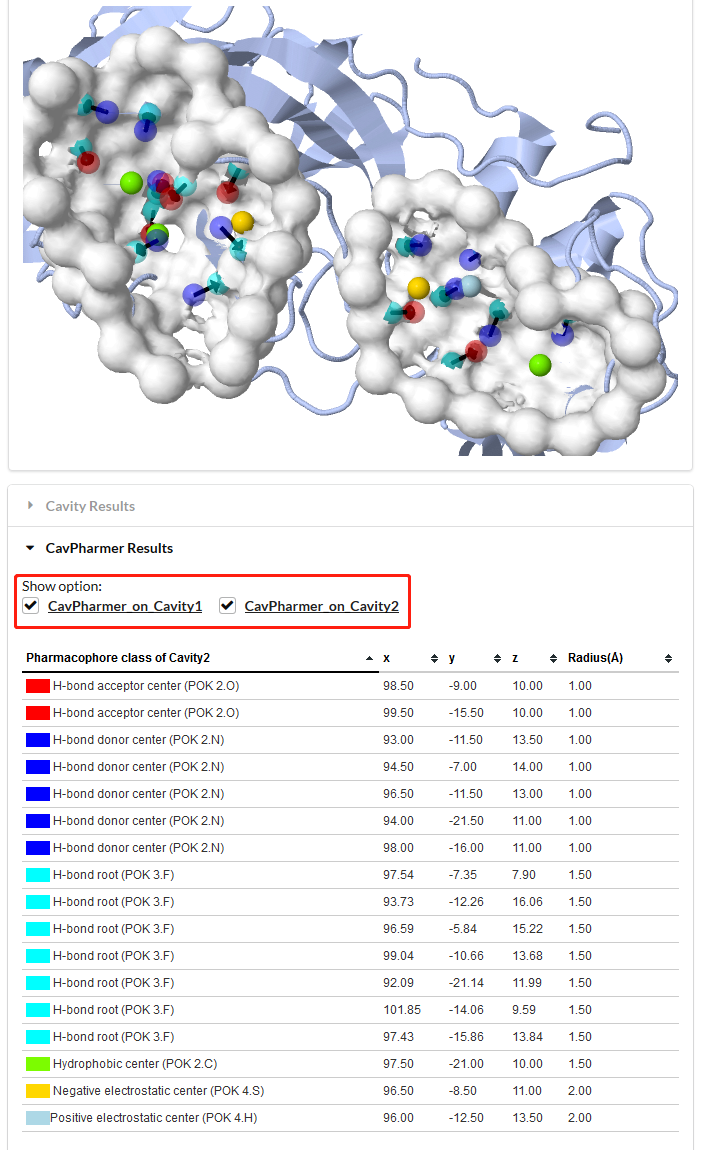 Cavity Results
CavPharmer Results
Show option:
CavPharmer_on_Cavity1 CavPharmer_on_Cavity2
Pharmacophore class of Cavity2 x y z Radius(Å)
H-bond acceptor center (POK 2.O) 98.50 -9.00 10.00 1.00
H-bond acceptor center (POK 2.O) 99.50 -15.50 10.00 1.00
H-bond donor center (POK 2.N) 93.00 -11.50 13.50 1.00
H-bond donor center (POK 2.N) 94.50 -7.00 14.00 1.00
H-bond donor center (POK 2.N) 96.50 -11.50 13.00 1.00
H-bond donor center (POK 2.N) 94.00 -21.50 11.00 1.00
H-bond donor center (POK 2.N) 98.00 -16.00 11.00 1.00
H-bond root (POK 3.F) 97.54 -7.35 7.90 1.50
H-bond root (POK 3.F) 93.73 -12.26 16.06 1.50
H-bond root (POK 3.F) 96.59 -5.84 15.22 1.50
H-bond root (POK 3.F) 99.04 -10.66 13.68 1.50
H-bond root (POK 3.F) 92.09 -21.14 11.99 1.50
H-bond root (POK 3.F) 101.85 -14.06 9.59 1.50
H-bond root (POK 3.F) 97.43 -15.86 13.84 1.50
Hydrophobic center (POK 2.C) 97.50 -21.00 10.00 1.50
Negative electrostatic center (POK 4.S) 96.50 -8.50 11.00 2.00
Positive electrostatic center (POK 4.H) 96.00 -12.50 13.50 2.00